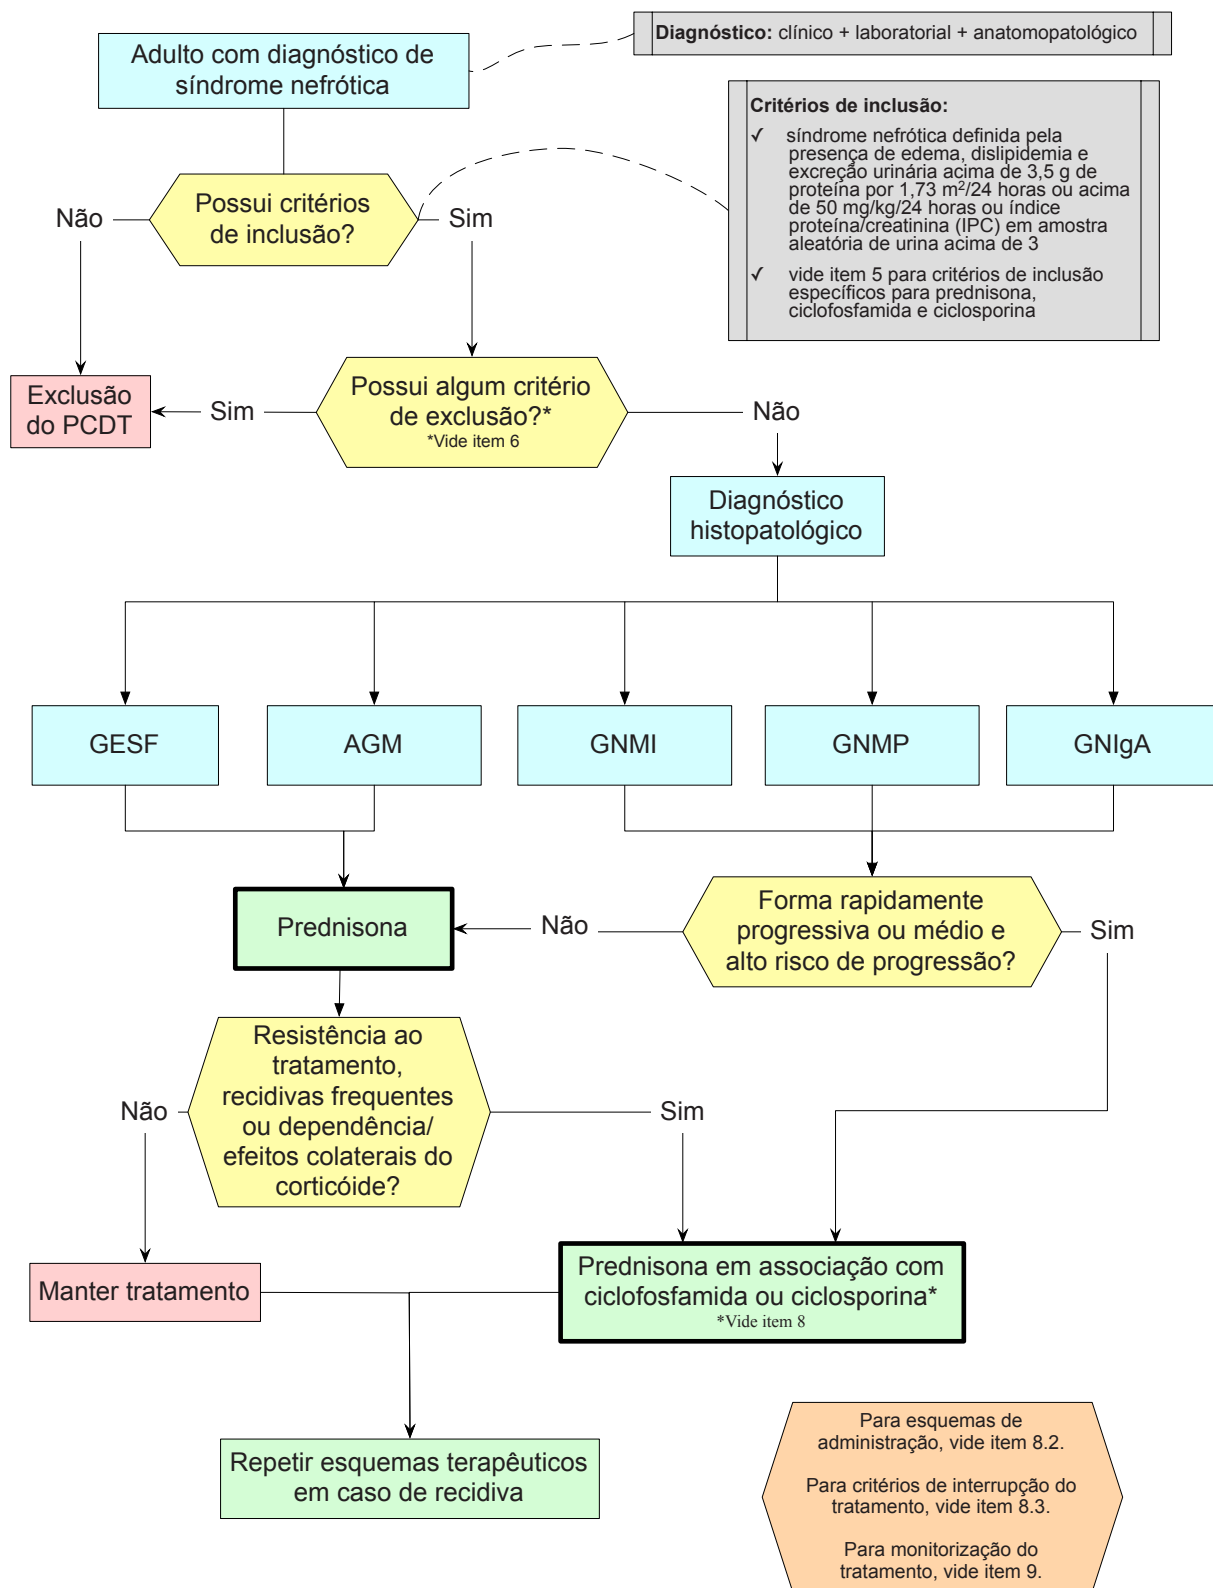 Diagnóstico: clínico + laboratorial + anatomopatológico
Adulto com diagnóstico de
síndrome nefrótica
Critérios de inclusão:
✓ síndrome nefrótica definida pela
presença de edema, dislipidemia e
excreção urinária acima de 3,5 g de
proteína por 1,73 m²/24 horas ou acima
de 50 mg/kg/24 horas ou índice
proteína/creatinina (IPC) em amostra
aleatória de urina acima de 3
✓ vide item 5 para critérios de inclusão
específicos para prednisona,
ciclofosfamida e ciclosporina
Não
Possui critérios
de inclusão?
Sim
Exclusão
do PCDT
Sim
Possui algum critério
de exclusão?*
*Vide item 6
Não
Diagnóstico
histopatológico
GESF
AGM
GNMI
GNMP
GNIgA
Prednisona
Não
Forma rapidamente
progressiva ou médio e
alto risco de progressão?
Sim
Não
Resistência ao
tratamento,
recidivas frequentes
ou dependência/
efeitos colaterais do
corticóide?
Sim
Manter tratamento
Prednisona em associação com
ciclofosfamida ou ciclosporina*
*Vide item 8
Repetir esquemas terapêuticos
em caso de recidiva
Para esquemas de
administração, vide item 8.2.
Para critérios de interrupção do
tratamento, vide item 8.3.
Para monitorização do
tratamento, vide item 9.